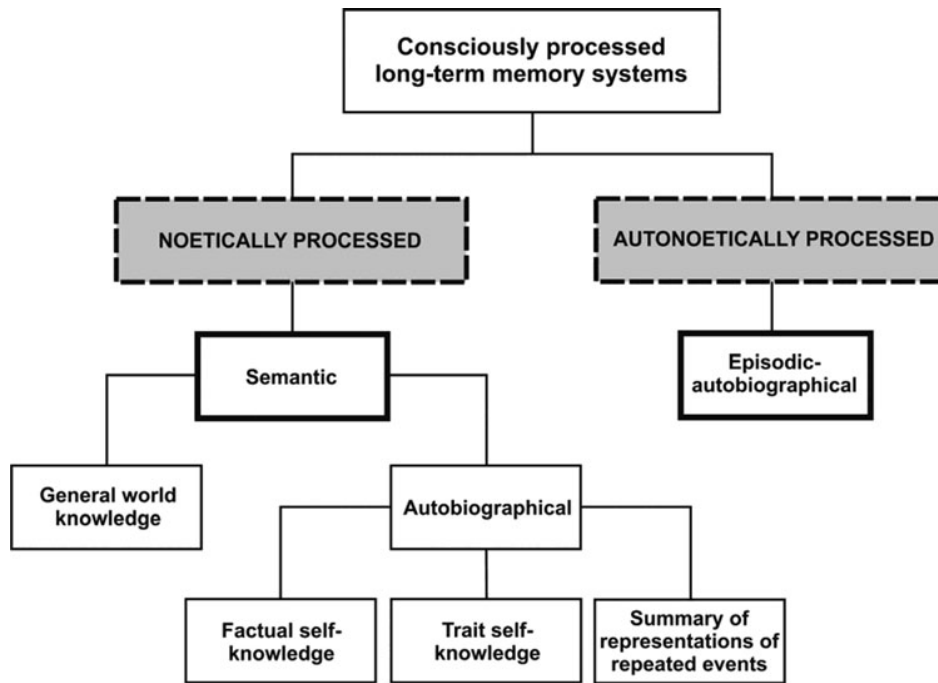 Consciously processed
long-term memory systems
NOETICALLY PROCESSED
AUTONOETICALLY PROCESSED
Semantic
Episodic-
autobiographical
General world
knowledge
Autobiographical
Factual self-
knowledge
Trait self-
knowledge
Summary of
representations of
repeated events